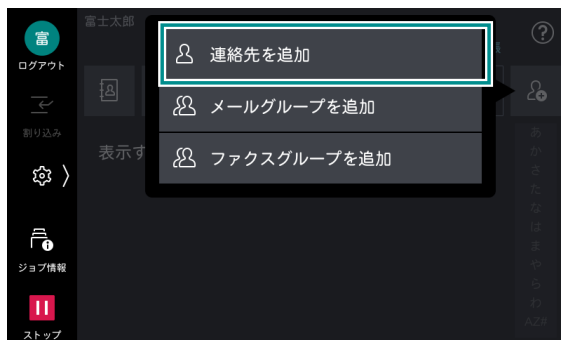 富
富士太郎
ログアウト
割り込み
ジョブ情報
ストップ
連絡先を追加
メールグループを追加
ファクスグループを追加
表示す
?
あ
か
さ
た
な
は
ま
や
ら
わ
AZ#